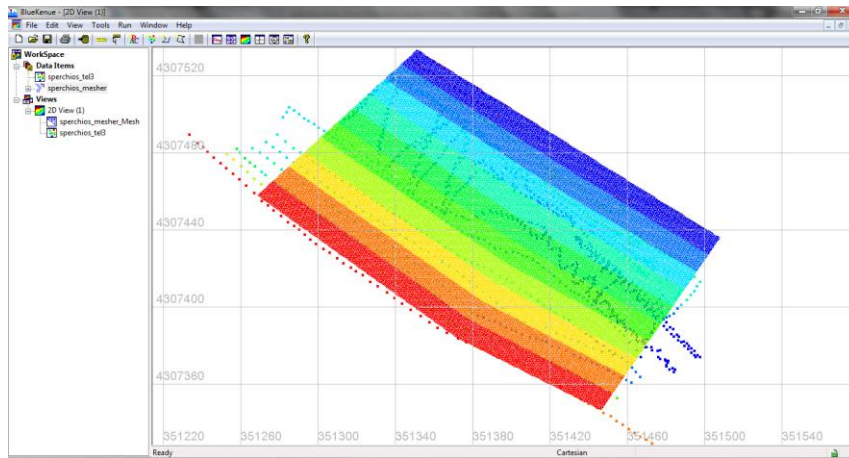 BlueKenue - [2D View (1)]
File Edit View Tools Run Window Help
WorkSpace
Data Items
sperchios_tel3
sperchios_mesher
Views
2D View (1)
sperchios_mesher_Mesh
sperchios_tel3
4307520
4307480
4307440
4307400
4307360
351220 351260 351300 351340 351380 351420 351460 351500 351540
Ready Cartesian